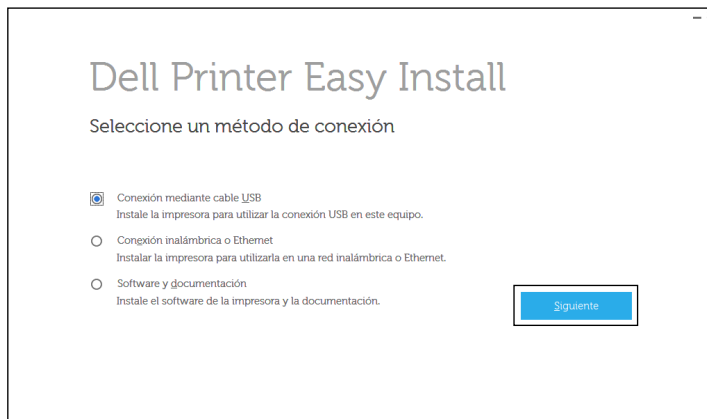 Dell Printer Easy Install
Seleccione un método de conexión
Conexión mediante cable USB
Instale la impresora para utilizar la conexión USB en este equipo.
Conexión inalámbrica o Ethernet
Instalar la impresora para utilizarla en una red inalámbrica o Ethernet.
Software y documentación
Instale el software de la impresora y la documentación.
Siguiente